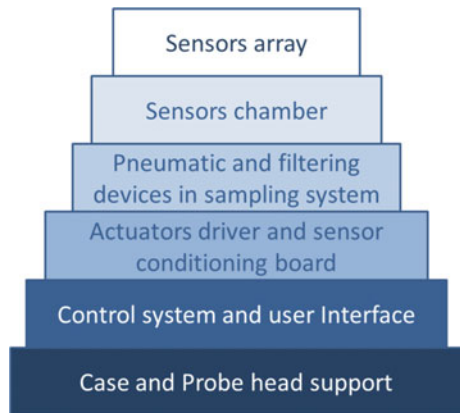 Sensors array
Sensors chamber
Pneumatic and filtering
devices in sampling system
Actuators driver and sensor
conditioning board
Control system and user Interface
Case and Probe head support